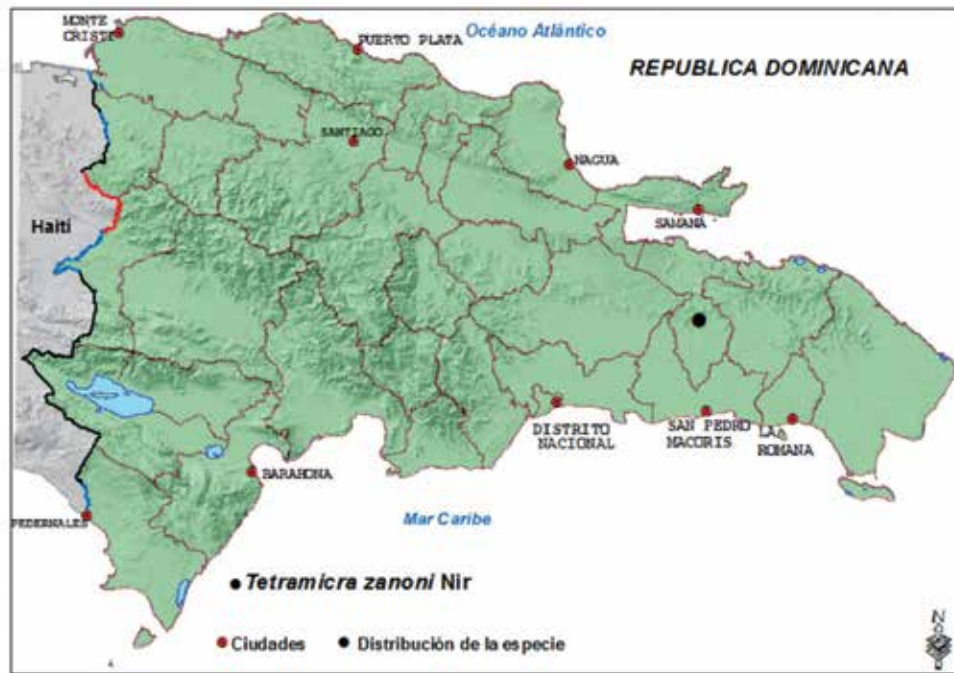 MONTE
CRISTI
PUERTO PLATA
Océano Atlántico
REPUBLICA DOMINICANA
SANTIAGO
NAGUA
SAMANA
Haití
DISTRITO
NACIONAL
SAN PEDRO
MACORIS
LA
ROMANA
BARAHONA
PEDERNALES
Mar Caribe
Tetramicra zanoni Nir
Ciudades
Distribución de la especie
N